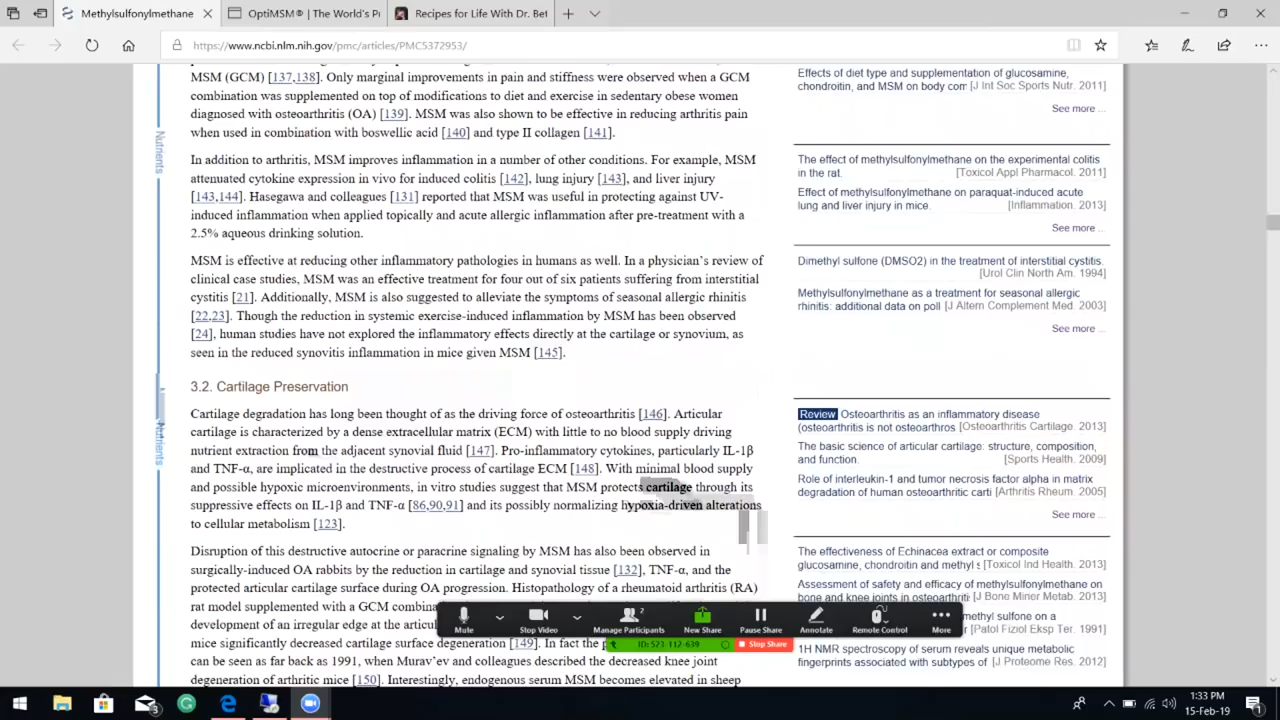 Methylsulfonylmethane
OptiMSM® | The World's P
Recipes for Life With Dr. Bet
https://www.ncbi.nlm.nih.gov/pmc/articles/PMC5372953/
MSM (GCM) [137,138]. Only marginal improvements in pain and stiffness were observed when a GCM
combination was supplemented on top of modifications to diet and exercise in sedentary obese women
diagnosed with osteoarthritis (OA) [139]. MSM was also shown to be effective in reducing arthritis pain
when used in combination with boswellic acid [140] and type II collagen [141].
In addition to arthritis, MSM improves inflammation in a number of other conditions. For example, MSM
attenuated cytokine expression in vivo for induced colitis [142], lung injury [143], and liver injury
[143,144]. Hasegawa and colleagues [131] reported that MSM was useful in protecting against UV-
induced inflammation when applied topically and acute allergic inflammation after pre-treatment with a
2.5% aqueous drinking solution.
MSM is effective at reducing other inflammatory pathologies in humans as well. In a physician's review of
clinical case studies, MSM was an effective treatment for four out of six patients suffering from interstitial
cystitis [21]. Additionally, MSM is also suggested to alleviate the symptoms of seasonal allergic rhinitis
[22,23]. Though the reduction in systemic exercise-induced inflammation by MSM has been observed
[24], human studies have not explored the inflammatory effects directly at the cartilage or synovium, as
seen in the reduced synovitis inflammation in mice given MSM [145].
3.2. Cartilage Preservation
Cartilage degradation has long been thought of as the driving force of osteoarthritis [146]. Articular
cartilage is characterized by a dense extracellular matrix (ECM) with little to no blood supply driving
nutrient extraction from the adjacent synovial fluid [147]. Pro-inflammatory cytokines, particularly IL-1β
and TNF-α, are implicated in the destructive process of cartilage ECM [148]. With minimal blood supply
and possible hypoxic microenvironments, in vitro studies suggest that MSM protects cartilage through its
suppressive effects on IL-1β and TNF-α [86,90,91] and its possibly normalizing hypoxia-driven alterations
to cellular metabolism [123].
Disruption of this destructive autocrine or paracrine signaling by MSM has also been observed in
surgically-induced OA rabbits by the reduction in cartilage and synovial tissue [132], TNF-α, and the
protected articular cartilage surface during OA progression. Histopathology of a rheumatoid arthritis (RA)
rat model supplemented with a GCM combina
development of an irregular edge at the articul
mice significantly decreased cartilage surface degeneration [149]. In fact the p
can be seen as far back as 1991, when Murav'ev and colleagues described the decreased knee joint
degeneration of arthritic mice [150]. Interestingly, endogenous serum MSM becomes elevated in sheep
Nutrients
Nutrients
Effects of diet type and supplementation of glucosamine,
chondroitin, and MSM on body com [J Int Soc Sports Nutr. 2011]
See more ...
The effect of methylsulfonylmethane on the experimental colitis
in the rat. [Toxicol Appl Pharmacol. 2011]
Effect of methylsulfonylmethane on paraquat-induced acute
lung and liver injury in mice. [Inflammation. 2013]
See more ...
Dimethyl sulfone (DMSO2) in the treatment of interstitial cystitis.
[Urol Clin North Am. 1994]
Methylsulfonylmethane as a treatment for seasonal allergic
rhinitis: additional data on poll [J Altern Complement Med. 2003]
See more ...
Review Osteoarthritis as an inflammatory disease
(osteoarthritis is not osteoarthros [Osteoarthritis Cartilage. 2013]
The basic science of articular cartilage: structure, composition,
and function. [Sports Health. 2009]
Role of interleukin-1 and tumor necrosis factor alpha in matrix
degradation of human osteoarthritic carti [Arthritis Rheum. 2005]
See more ...
The effectiveness of Echinacea extract or composite
glucosamine, chondroitin and methyl s [Toxicol Ind Health. 2013]
Assessment of safety and efficacy of methylsulfonylmethane on
bone and knee joints in osteoarthriti [J Bone Miner Metab. 2013]
methyl sulfone on a
[Patol Fiziol Eksp Ter. 1991]
1H NMR spectroscopy of serum reveals unique metabolic
fingerprints associated with subtypes of [J Proteome Res. 2012]
Mute
Stop Video
2
Manage Participants
New Share
Pause Share
Annotate
Remote Control
More
ID: 523-112-639
Stop Share
3
1:33 PM
15-Feb-19
1